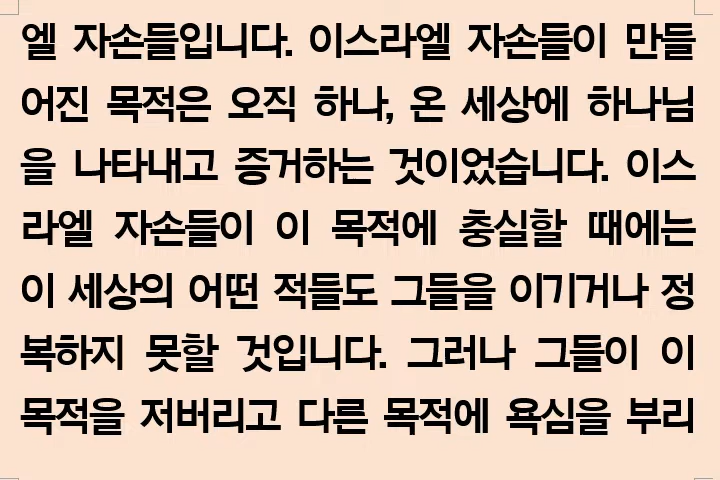 엘 자손들입니다. 이스라엘 자손들이 만들
어진 목적은 오직 하나, 온 세상에 하나님
을 나타내고 증거하는 것이었습니다. 이스
라엘 자손들이 이 목적에 충실할 때에는
이 세상의 어떤 적들도 그들을 이기거나 정
복하지 못할 것입니다. 그러나 그들이 이
목적을 저버리고 다른 목적에 욕심을 부리